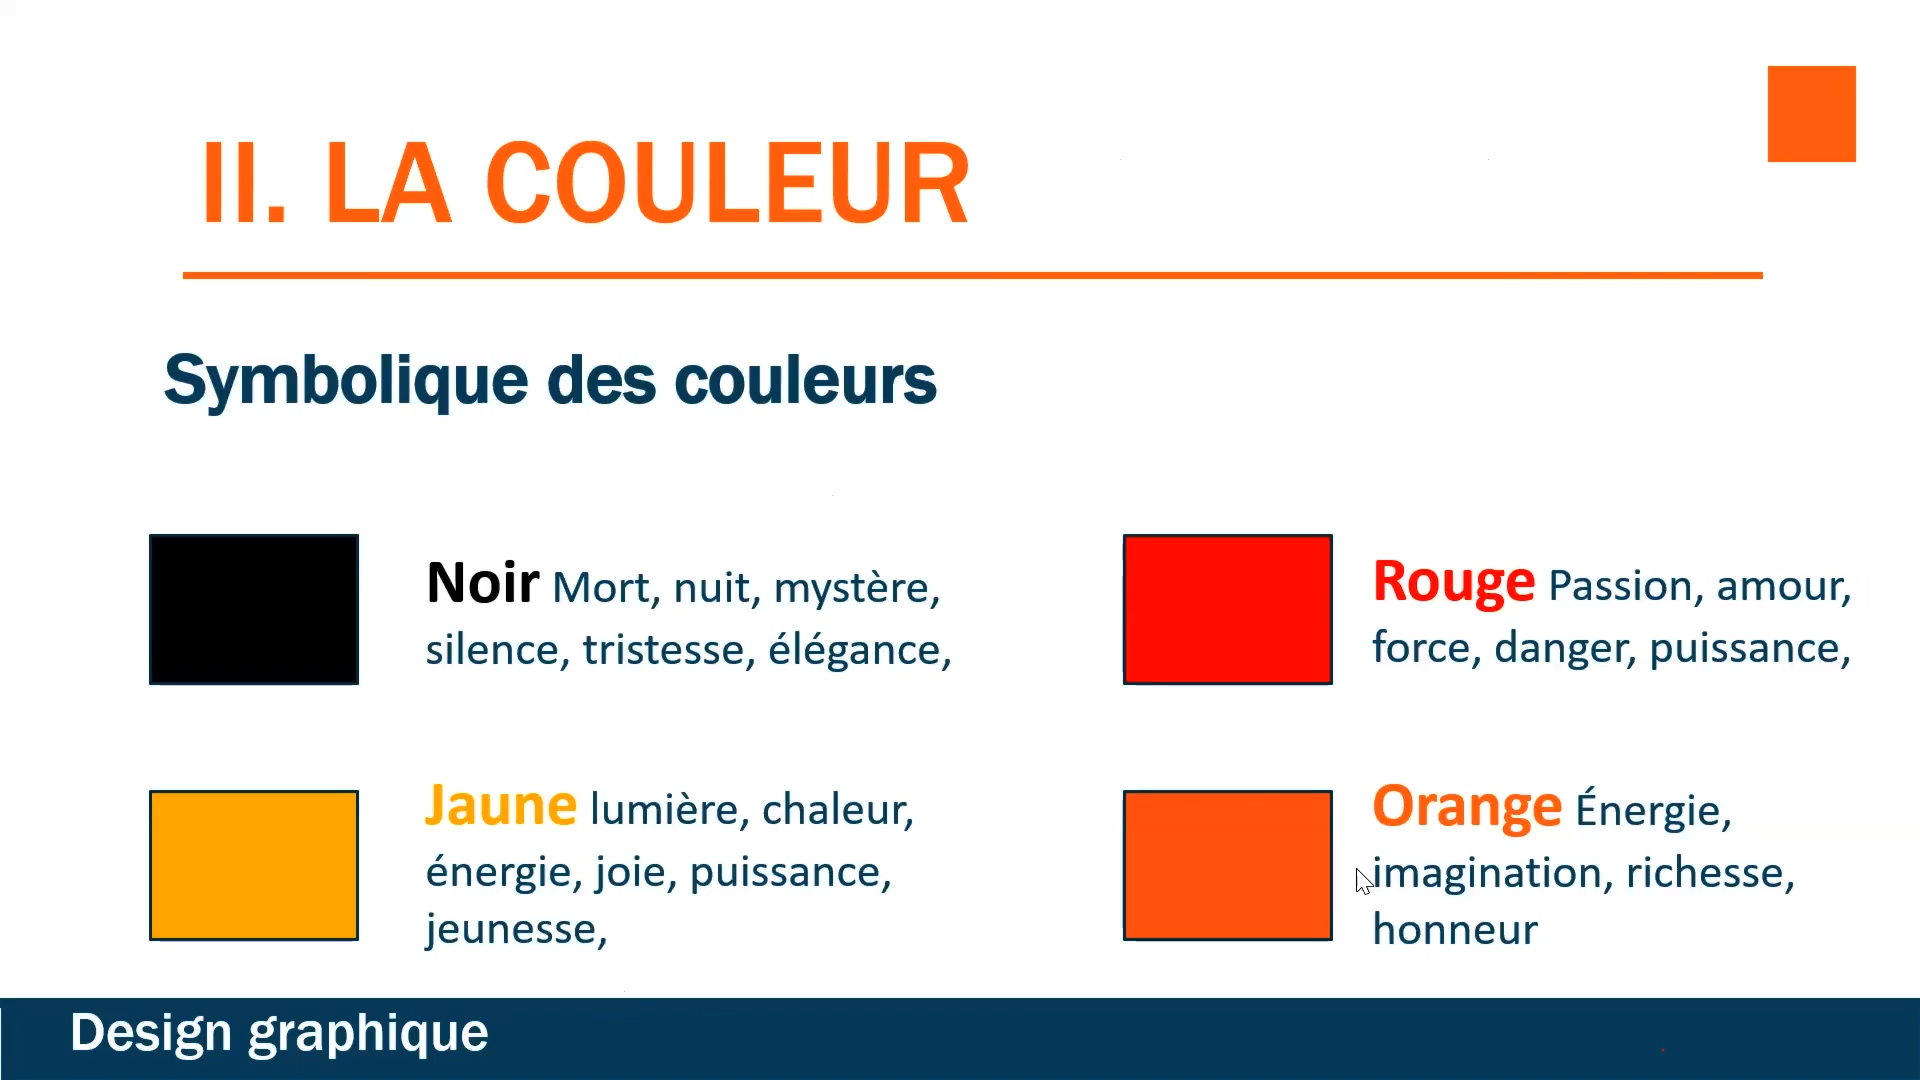 II. LA COULEUR
Symbolique des couleurs
Noir Mort, nuit, mystère,
silence, tristesse, élégance,
Rouge Passion, amour,
force, danger, puissance,
Jaune lumière, chaleur,
énergie, joie, puissance,
jeunesse,
Orange Énergie,
imagination, richesse,
honneur
Design graphique